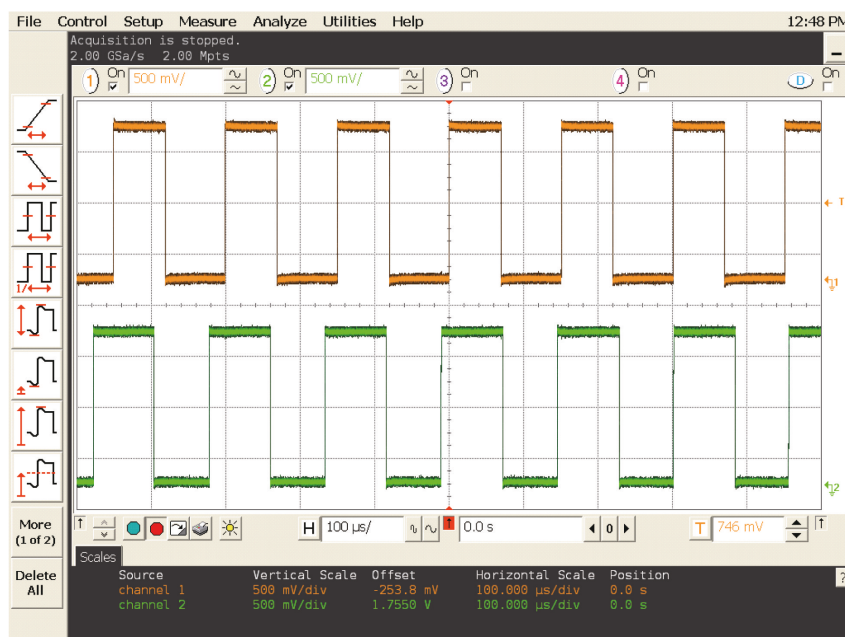 File Control Setup Measure Analyze Utilities Help 12:48 PM
Acquisition is stopped.
2.00 GSa/s 2.00 Mpts
1 On 500 mV/ 2 On 500 mV/ 3 On 4 On D On
T
1
2
1/
More
(1 of 2)
Delete
All
H 100 µs/ T 0.0 s 0 T 746 mV
Scales
Source Vertical Scale Offset Horizontal Scale Position
channel 1 500 mV/div -253.8 mV 100.000 µs/div 0.0 s
channel 2 500 mV/div 1.7550 V 100.000 µs/div 0.0 s
?